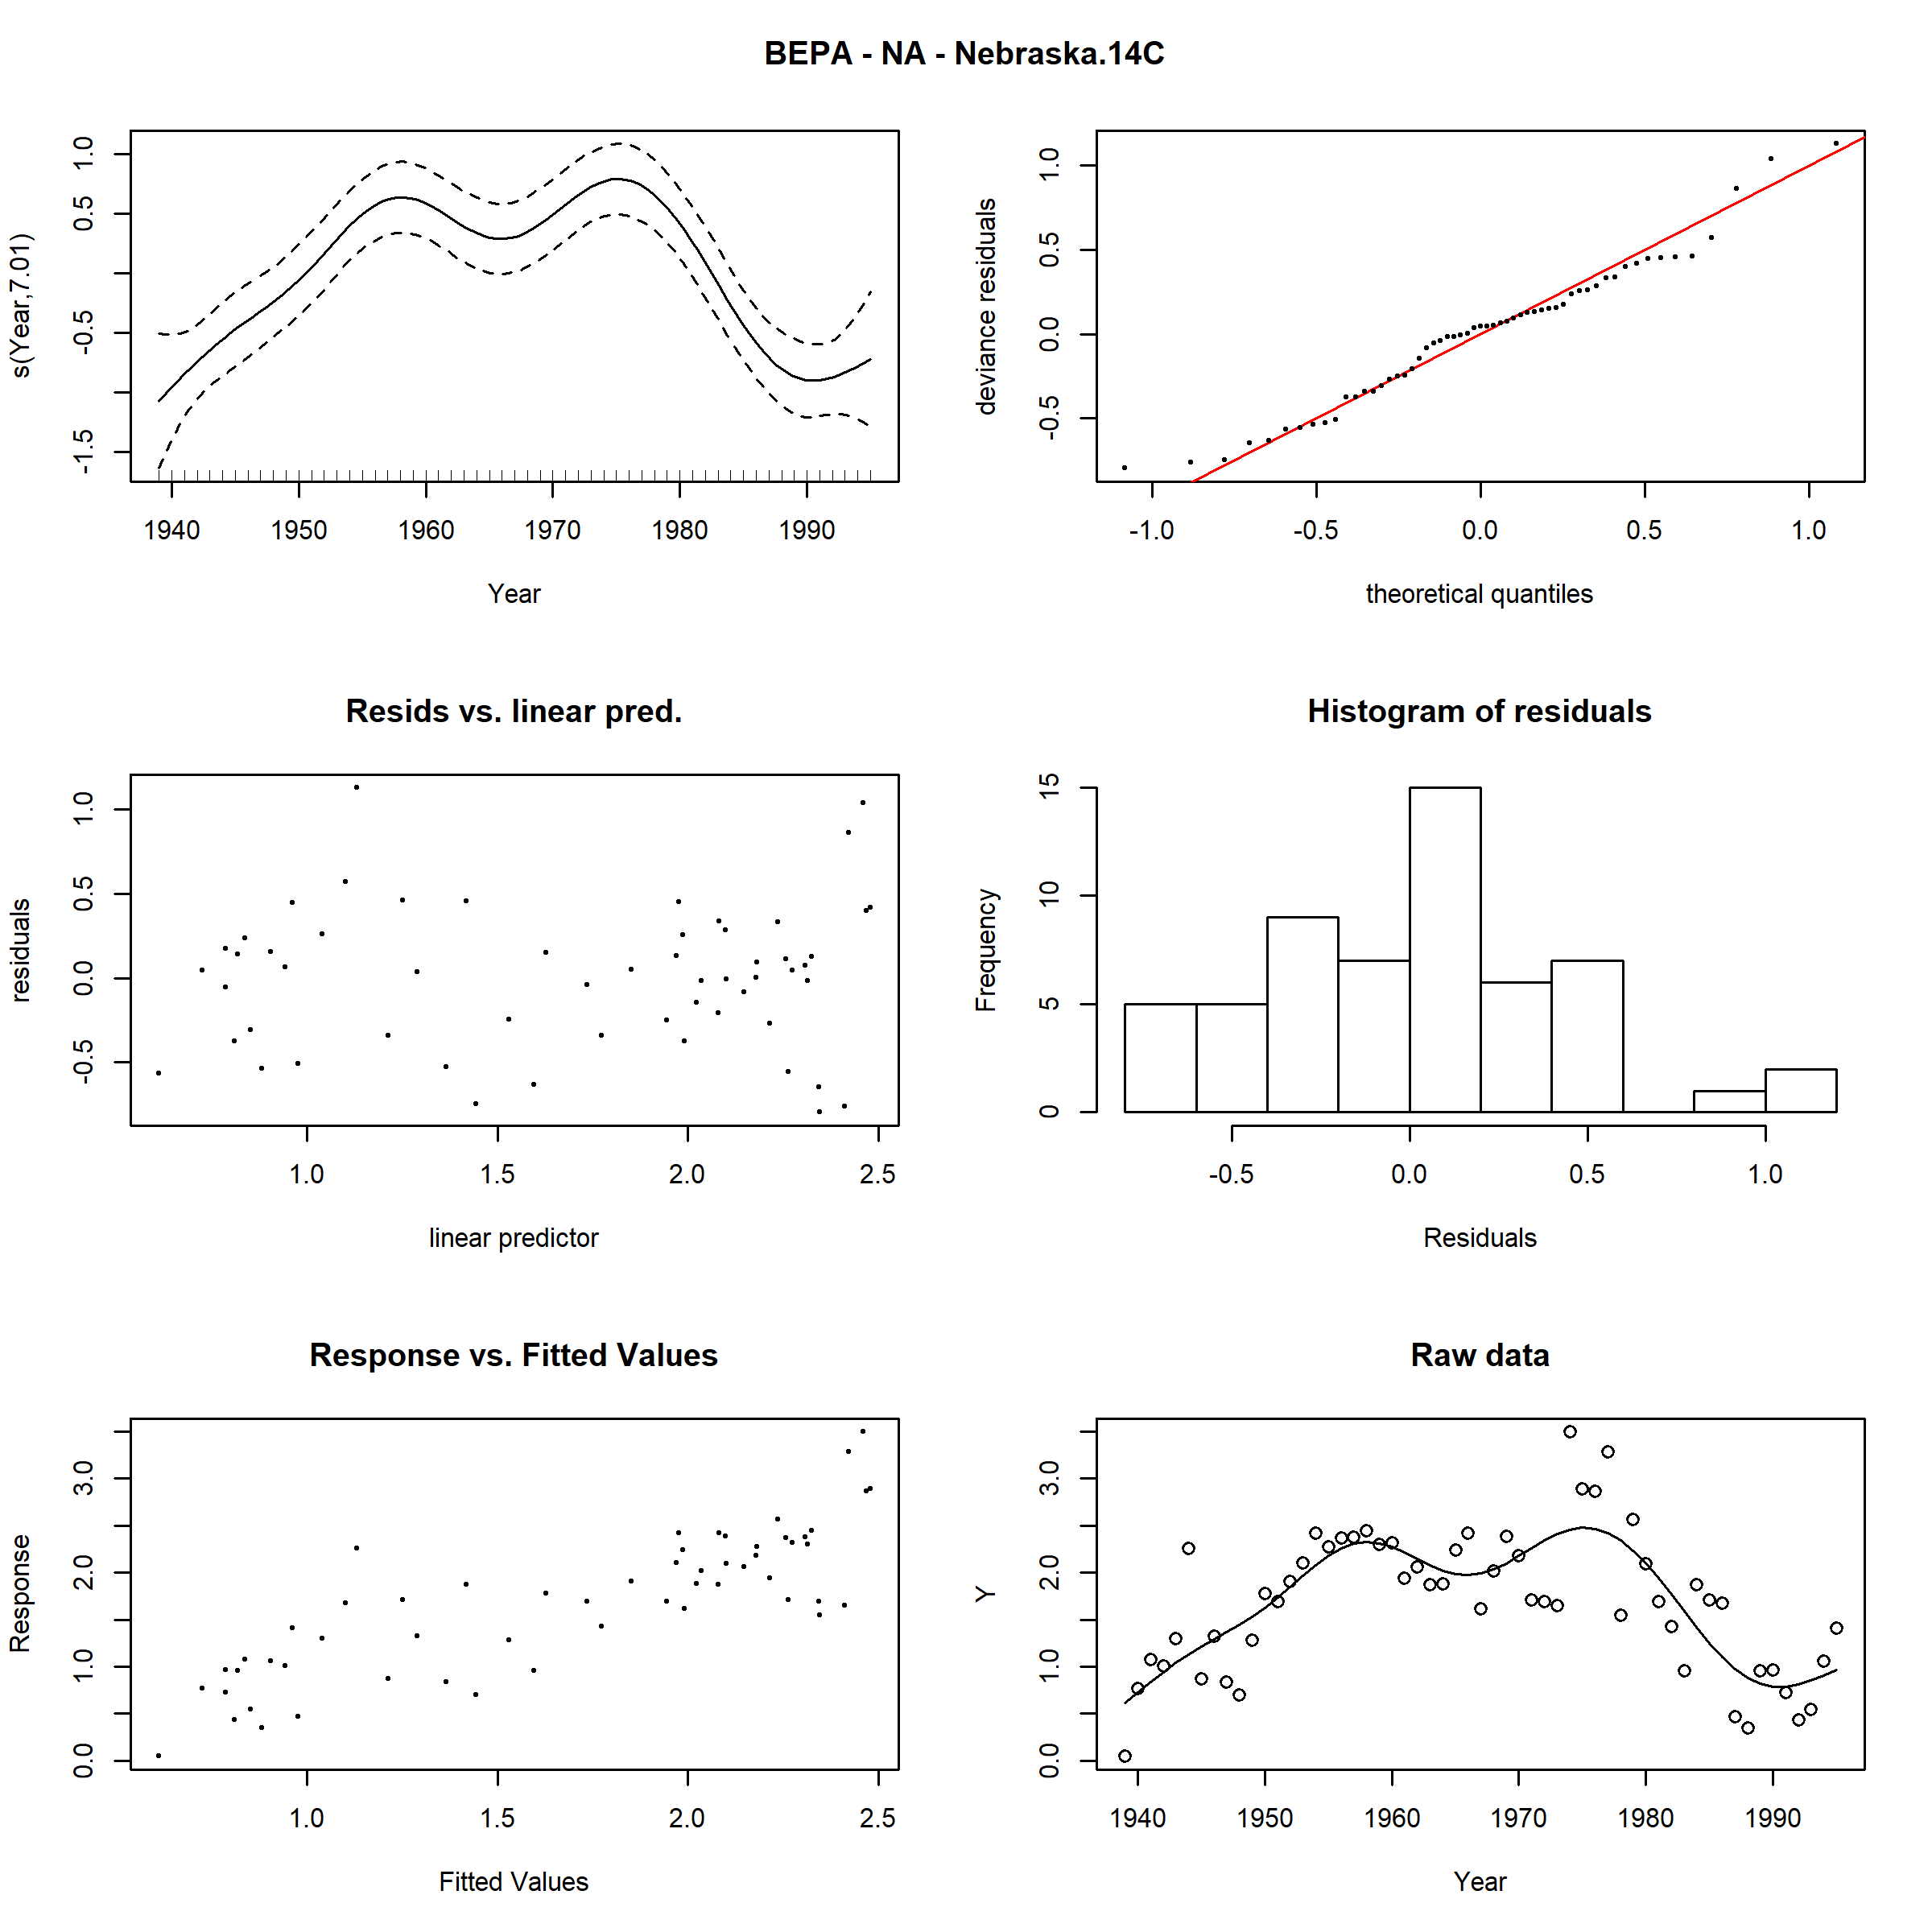 BEPA - NA - Nebraska.14C
s(Year,7.01)
-1.5 -0.5 0.5 1.0
1940 1950 1960 1970 1980 1990
Year
deviance residuals
-0.5 0.0 0.5 1.0
-1.0 -0.5 0.0 0.5 1.0
theoretical quantiles
Resids vs. linear pred.
residuals
-0.5 0.0 0.5 1.0
1.0 1.5 2.0 2.5
linear predictor
Histogram of residuals
Frequency
0 5 10 15
-0.5 0.0 0.5 1.0
Residuals
Response vs. Fitted Values
Response
0.0 1.0 2.0 3.0
1.0 1.5 2.0 2.5
Fitted Values
Raw data
Y
0.0 1.0 2.0 3.0
1940 1950 1960 1970 1980 1990
Year